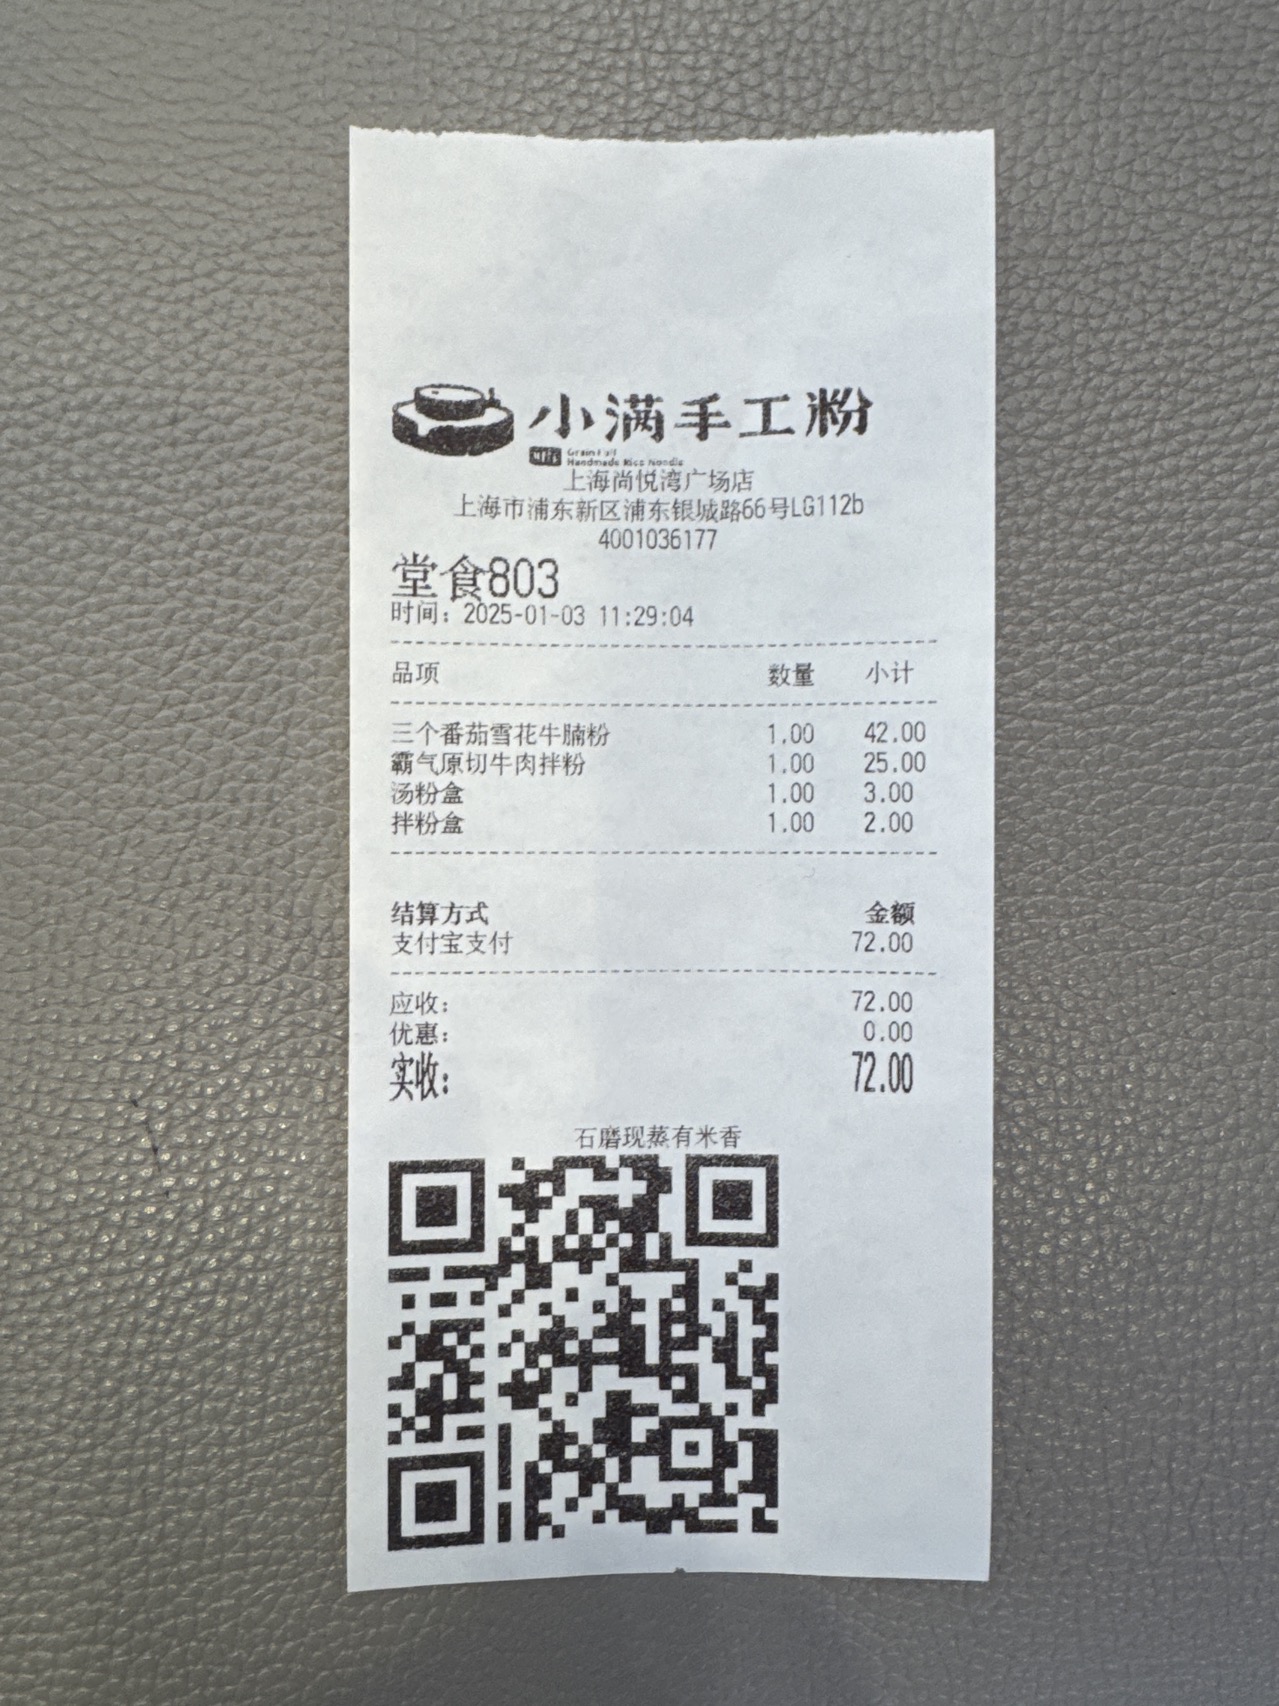 小满手工粉
Grain Full
Handmade Rice Noodle
上海尚悦湾广场店
上海市浦东新区浦东银城路66号LG112b
4001036177
堂食803
时间：2025-01-03 11:29:04
品项 数量 小计
三个番茄雪花牛腩粉 1.00 42.00
霸气原切牛肉拌粉 1.00 25.00
汤粉盒 1.00 3.00
拌粉盒 1.00 2.00
结算方式 金额
支付宝支付 72.00
应收： 72.00
优惠： 0.00
实收： 72.00
石磨现蒸有米香